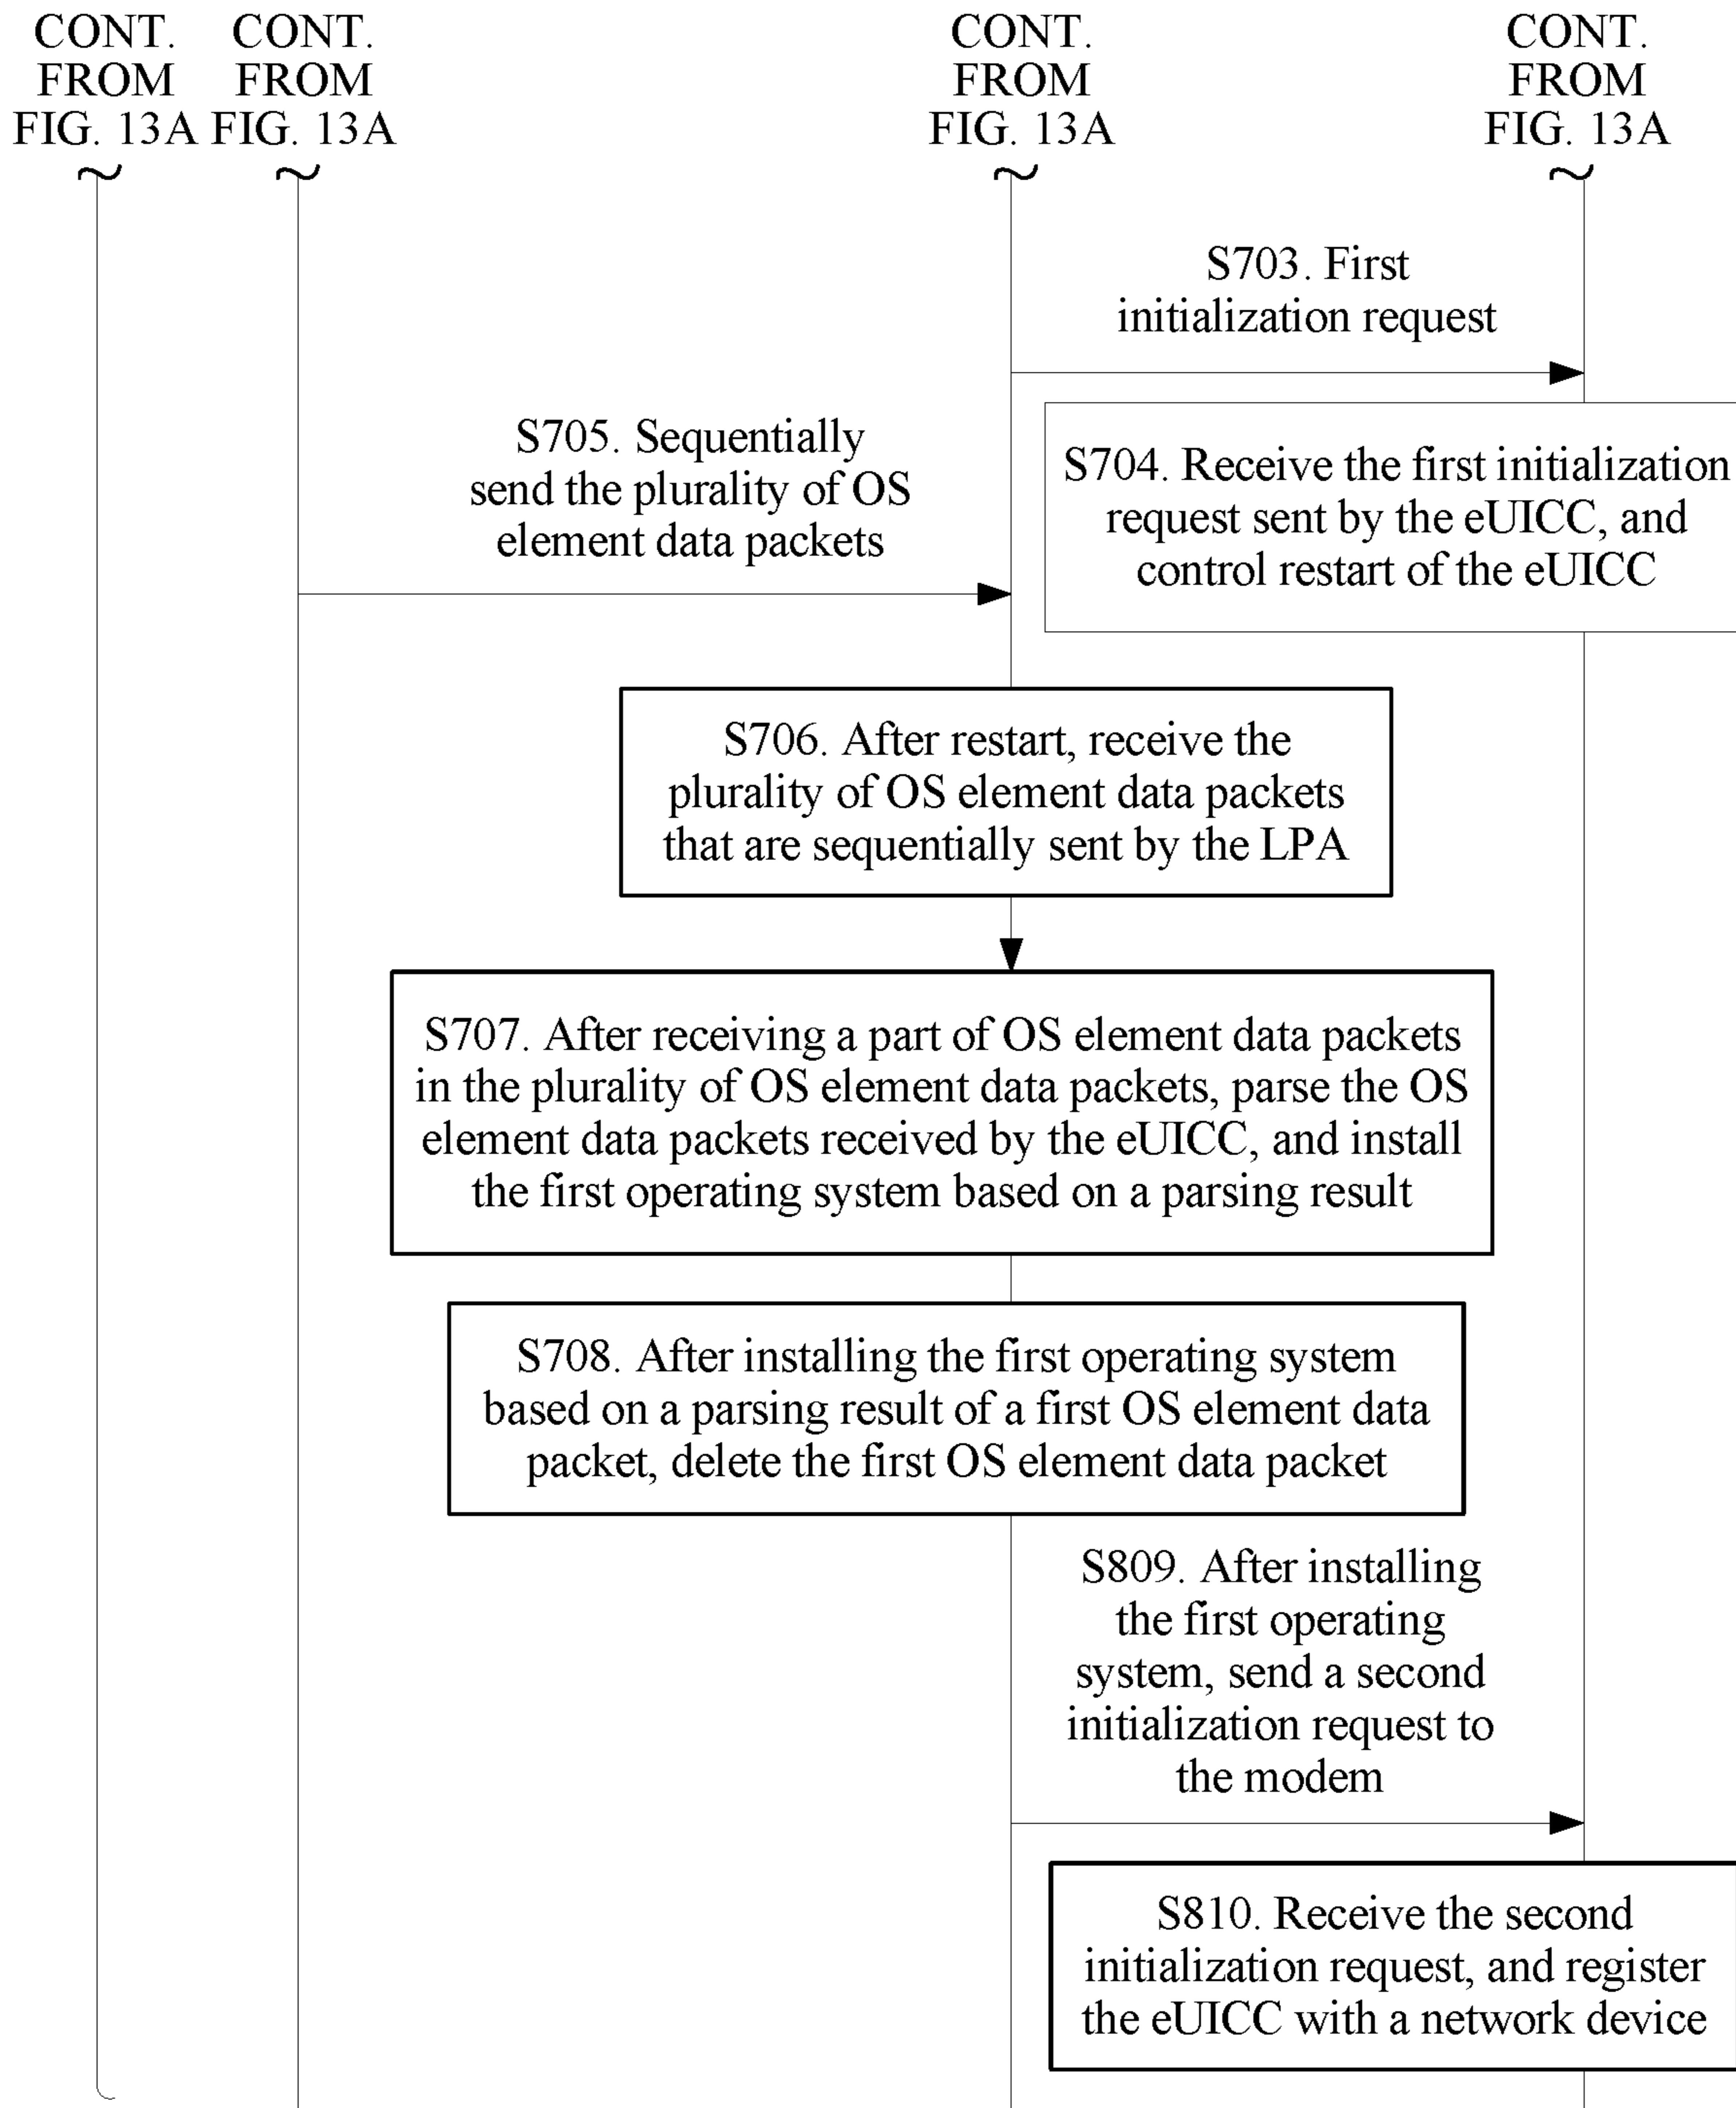 CONT.
FROM
FIG. 13A
CONT.
FROM
FIG. 13A
CONT.
FROM
FIG. 13A
CONT.
FROM
FIG. 13A
S703. First
initialization request
S705. Sequentially
send the plurality of OS
element data packets
S704. Receive the first initialization
request sent by the eUICC, and
control restart of the eUICC
S706. After restart, receive the
plurality of OS element data packets
that are sequentially sent by the LPA
S707. After receiving a part of OS element data packets
in the plurality of OS element data packets, parse the OS
element data packets received by the eUICC, and install
the first operating system based on a parsing result
S708. After installing the first operating system
based on a parsing result of a first OS element data
packet, delete the first OS element data packet
S809. After installing
the first operating
system, send a second
initialization request to
the modem
S810. Receive the second
initialization request, and register
the eUICC with a network device